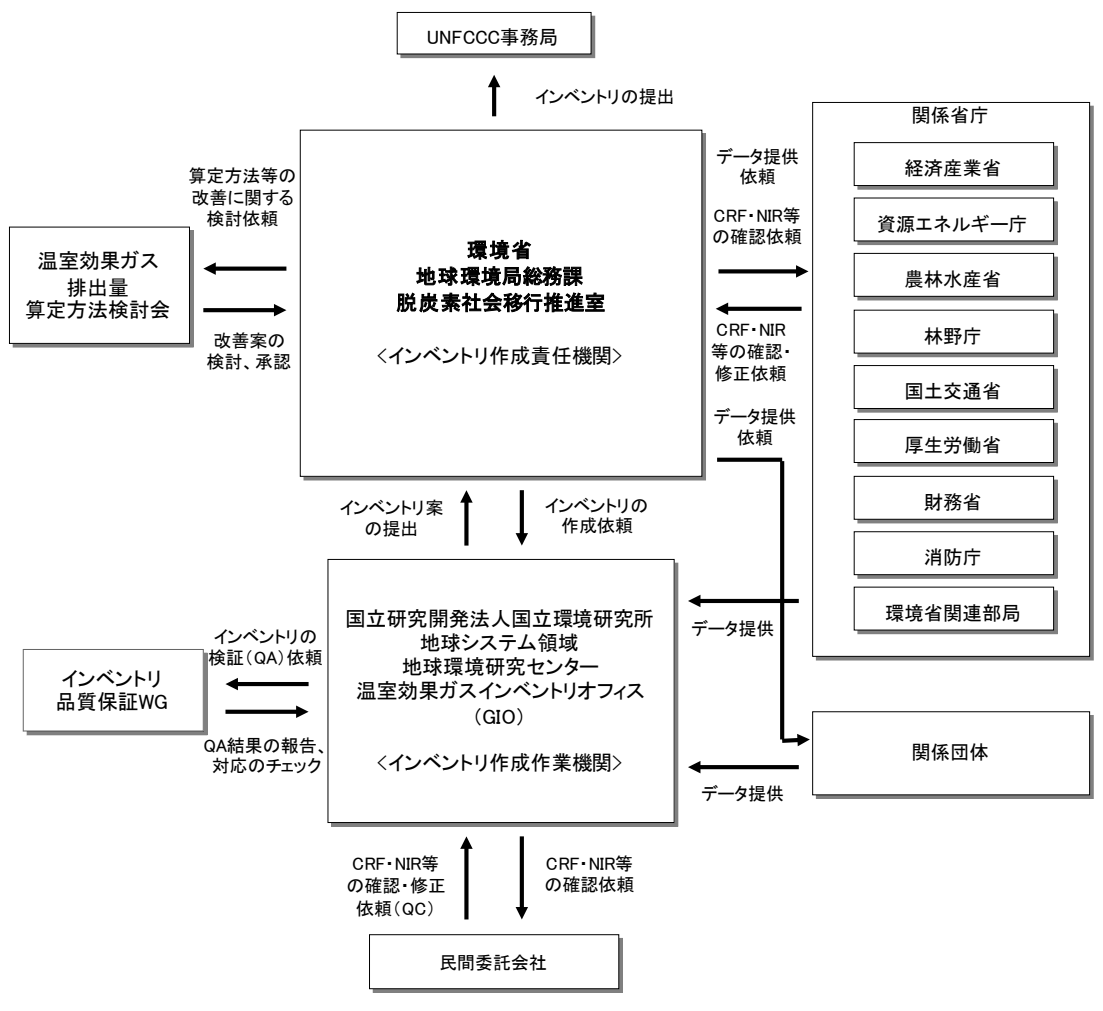 UNFCCC事務局
インベントリの提出
関係省庁
経済産業省
資源エネルギー庁
農林水産省
林野庁
国土交通省
厚生労働省
財務省
消防庁
環境省関連部局
データ提供
依頼
CRF・NIR等
の確認依頼
CRF・NIR
等の確認・
修正依頼
データ提供
依頼
算定方法等の
改善に関する
検討依頼
温室効果ガス
排出量
算定方法検討会
改善案の
検討、承認
環境省
地球環境局総務課
脱炭素社会移行推進室
<インベントリ作成責任機関>
インベントリ案
の提出
インベントリの
作成依頼
国立研究開発法人国立環境研究所
地球システム領域
地球環境研究センター
温室効果ガスインベントリオフィス
(GIO)
<インベントリ作成作業機関>
データ提供
インベントリの
検証(QA)依頼
インベントリ
品質保証WG
QA結果の報告、
対応のチェック
関係団体
データ提供
CRF・NIR等
の確認・修正
依頼(QC)
CRF・NIR等
の確認依頼
民間委託会社